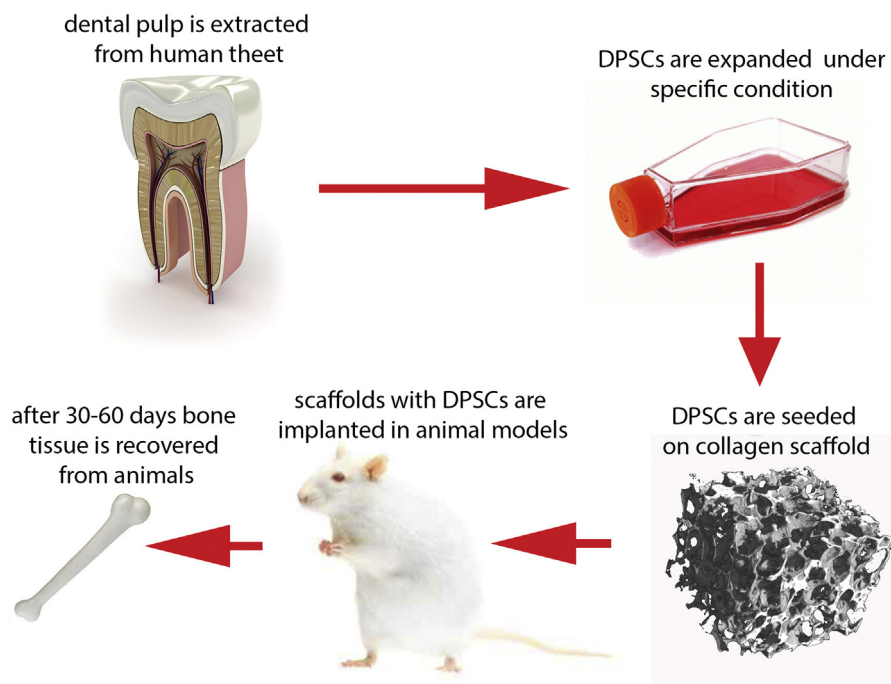 dental pulp is extracted
from human theet
DPSCs are expanded under
specific condition
DPSCs are seeded
on collagen scaffold
scaffolds with DPSCs are
implanted in animal models
after 30-60 days bone
tissue is recovered
from animals